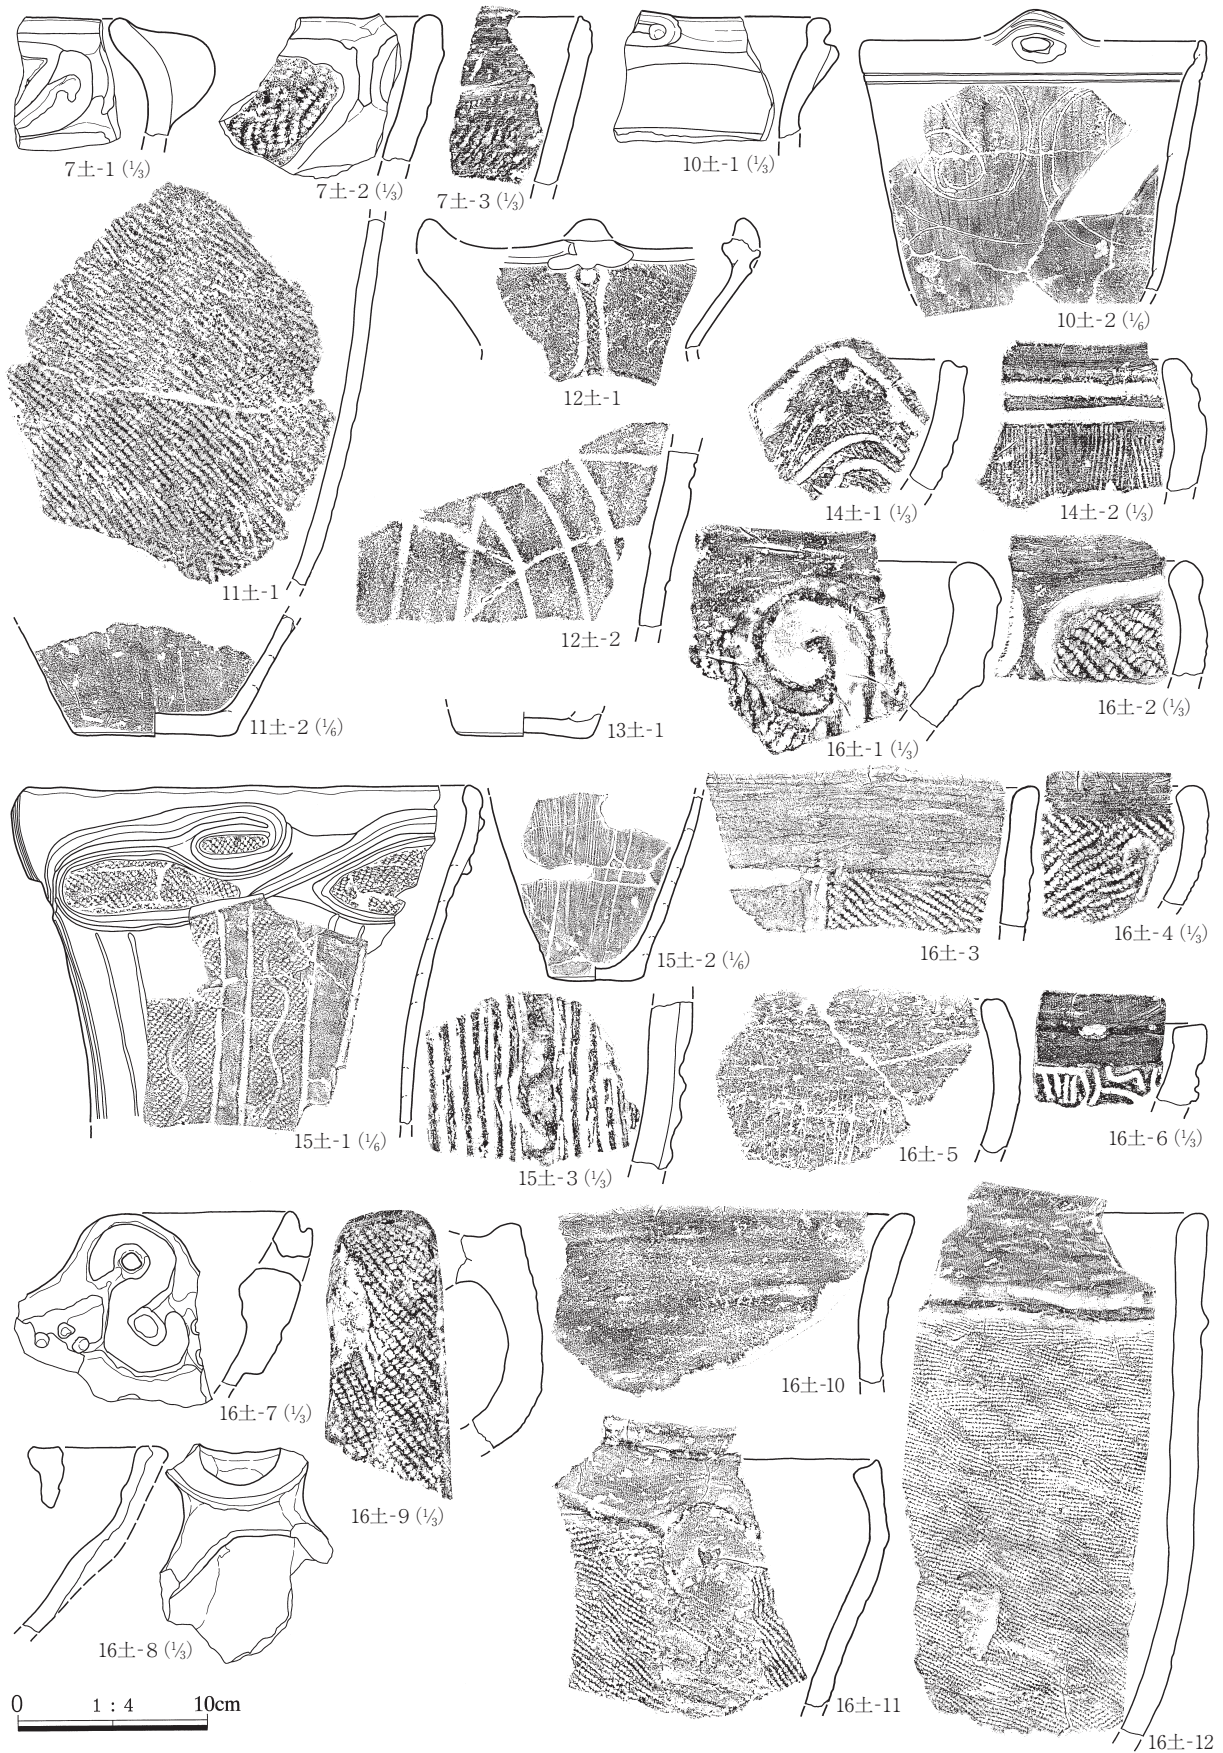 7土-1 (⅓)
7土-2 (⅓)
7土-3 (⅓)
10土-1 (⅓)
10土-2 (⅙)
11土-1
12土-1
14土-1 (⅓)
14土-2 (⅓)
12土-2
11土-2 (⅙)
13土-1
16土-1 (⅓)
16土-2 (⅓)
15土-1 (⅙)
15土-2 (⅙)
16土-3
16土-4 (⅓)
15土-3 (⅓)
16土-5
16土-6 (⅓)
16土-7 (⅓)
16土-9 (⅓)
16土-10
16土-8 (⅓)
16土-11
16土-12
0 1:4 10cm